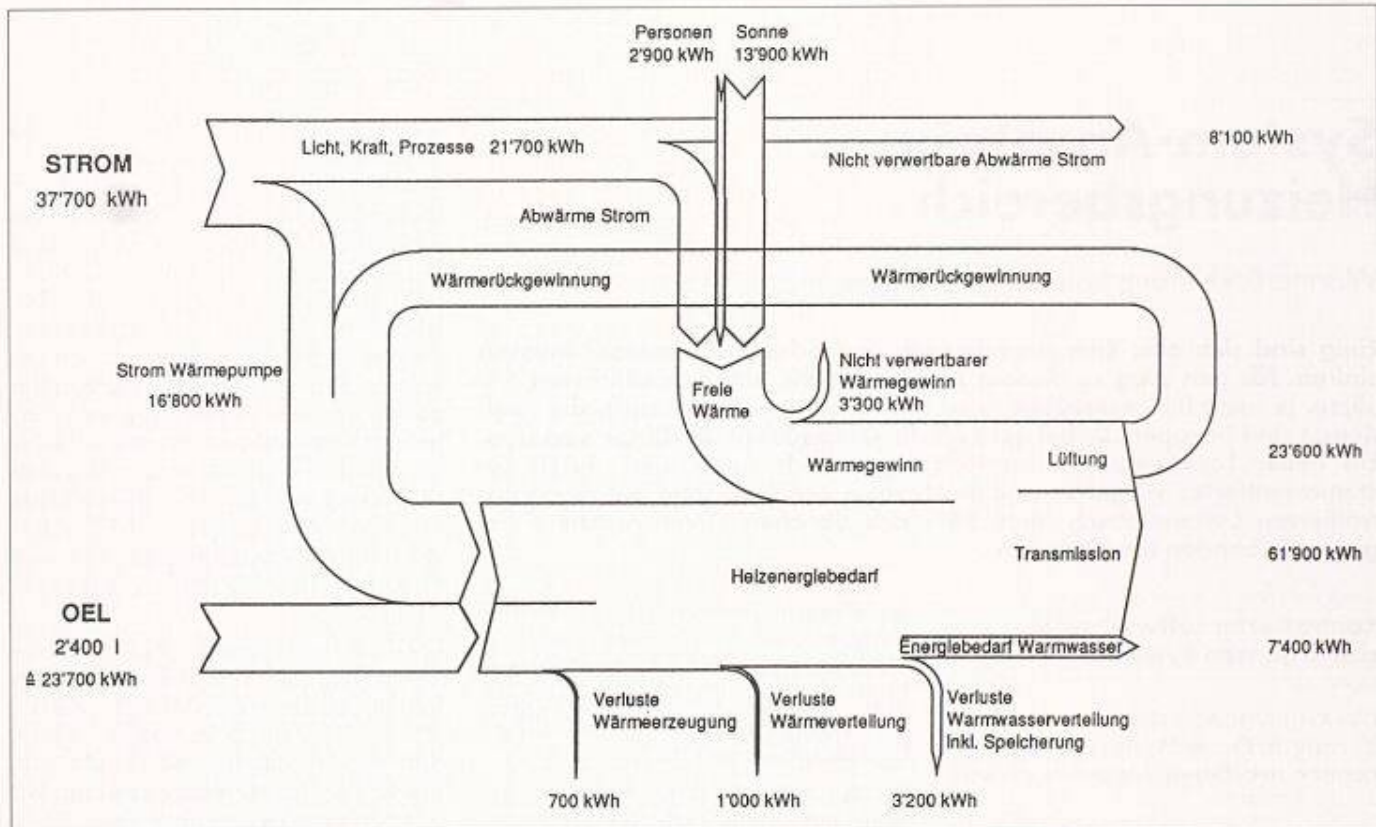 Personen Sonne
2'900 kWh 13'900 kWh
STROM
37'700 kWh
Licht, Kraft, Prozesse 21'700 kWh
8'100 kWh
Nicht verwertbare Abwärme Strom
Abwärme Strom
Wärmerückgewinnung
Wärmerückgewinnung
Strom Wärmepumpe
16'800 kWh
Freie
Wärme
Nicht verwertbarer
Wärmegewinn
3'300 kWh
Wärmegewinn
Lüftung
23'600 kWh
Transmission
61'900 kWh
Heizenergiebedarf
OEL
2'400 l
≙ 23'700 kWh
Energiebedarf Warmwasser
7'400 kWh
Verluste
Wärmeerzeugung
Verluste
Wärmeverteilung
Verluste
Warmwasserverteilung
Inkl. Speicherung
700 kWh
1'000 kWh
3'200 kWh